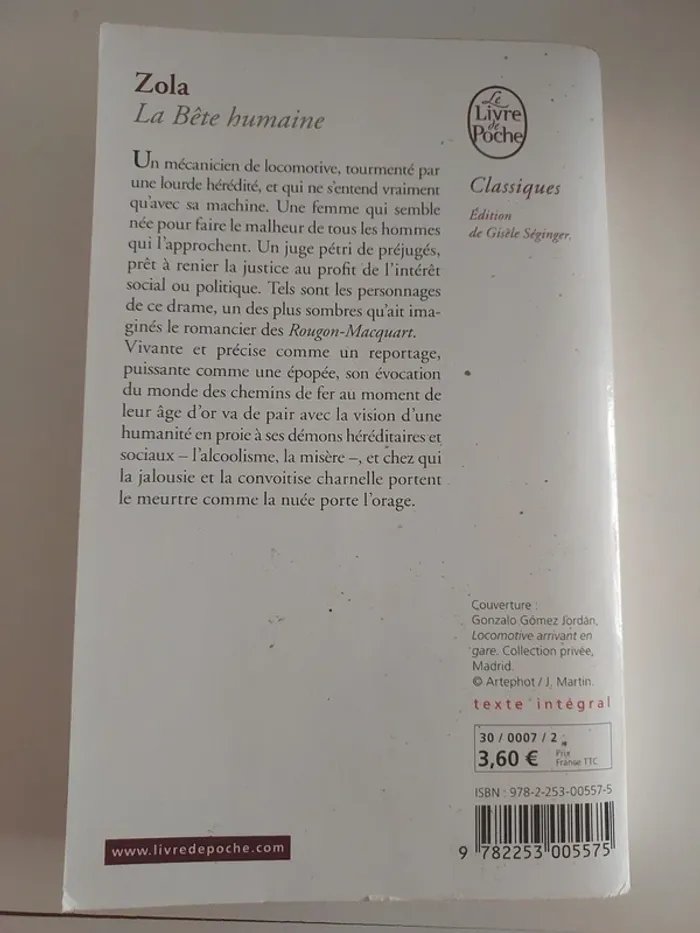 Zola
La Bête humaine
Un mécanicien de locomotive, tourmenté par
une lourde hérédité, et qui ne s'entend vraiment
qu'avec sa machine. Une femme qui semble
née pour faire le malheur de tous les hommes
qui l'approchent. Un juge pétri de préjugés,
prêt à renier la justice au profit de l'intérêt
social ou politique. Tels sont les personnages
de ce drame, un des plus sombres qu'ait ima-
ginés le romancier des Rougon-Macquart.
Vivante et précise comme un reportage,
puissante comme une épopée, son évocation
du monde des chemins de fer au moment de
leur âge d'or va de pair avec la vision d'une
humanité en proie à ses démons héréditaires et
sociaux – l'alcoolisme, la misère –, et chez qui
la jalousie et la convoitise charnelle portent
le meurtre comme la nuée porte l'orage.
Le
Livre
de
Poche
Classiques
Édition
de Gisèle Séginger.
Couverture :
Gonzalo Gómez Jordán,
Locomotive arrivant en
gare. Collection privée,
Madrid.
© Artephot / J. Martin.
texte intégral
30 / 0007 / 2
3,60 € Prix
France TTC
ISBN : 978-2-253-00557-5
9 782253 005575
www.livredepoche.com